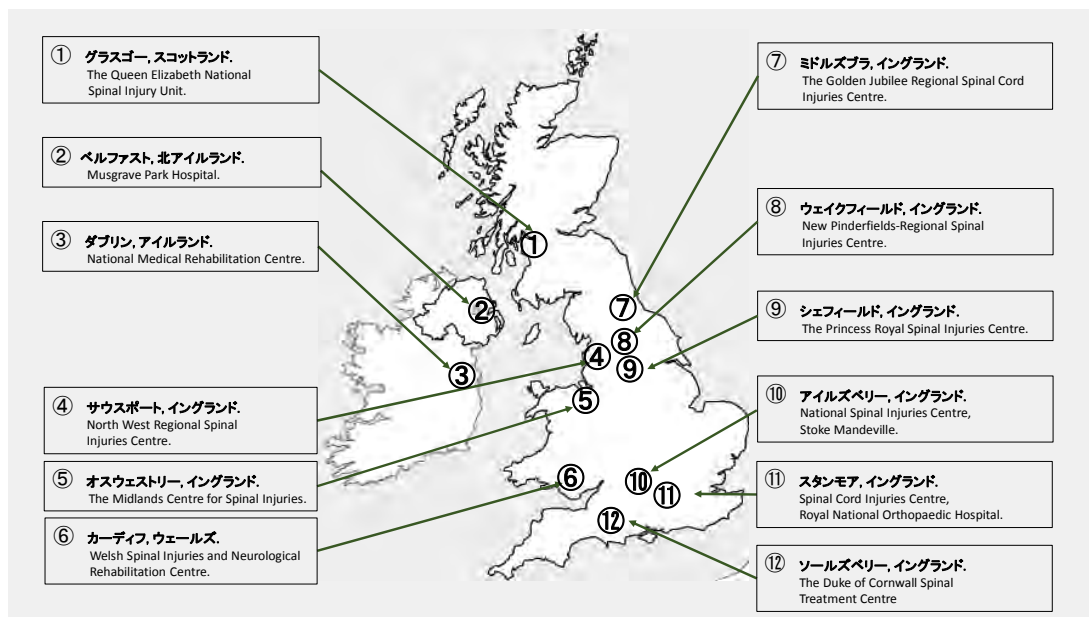 ① グラスゴー, スコットランド.
The Queen Elizabeth National
Spinal Injury Unit.
② ベルファスト, 北アイルランド.
Musgrave Park Hospital.
③ ダブリン, アイルランド.
National Medical Rehabilitation Centre.
④ サウスポート, イングランド.
North West Regional Spinal
Injuries Centre.
⑤ オスウェストリー, イングランド.
The Midlands Centre for Spinal Injuries.
⑥ カーディフ, ウェールズ.
Welsh Spinal Injuries and Neurological
Rehabilitation Centre.
①
②
③
④
⑤
⑥
⑦
⑧
⑨
⑩
⑪
⑫
⑦ ミドルズブラ, イングランド.
The Golden Jubilee Regional Spinal Cord
Injuries Centre.
⑧ ウェイクフィールド, イングランド.
New Pinderfields-Regional Spinal
Injuries Centre.
⑨ シェフィールド, イングランド.
The Princess Royal Spinal Injuries Centre.
⑩ アイルズベリー, イングランド.
National Spinal Injuries Centre,
Stoke Mandeville.
⑪ スタンモア, イングランド.
Spinal Cord Injuries Centre,
Royal National Orthopaedic Hospital.
⑫ ソールズベリー, イングランド.
The Duke of Cornwall Spinal
Treatment Centre